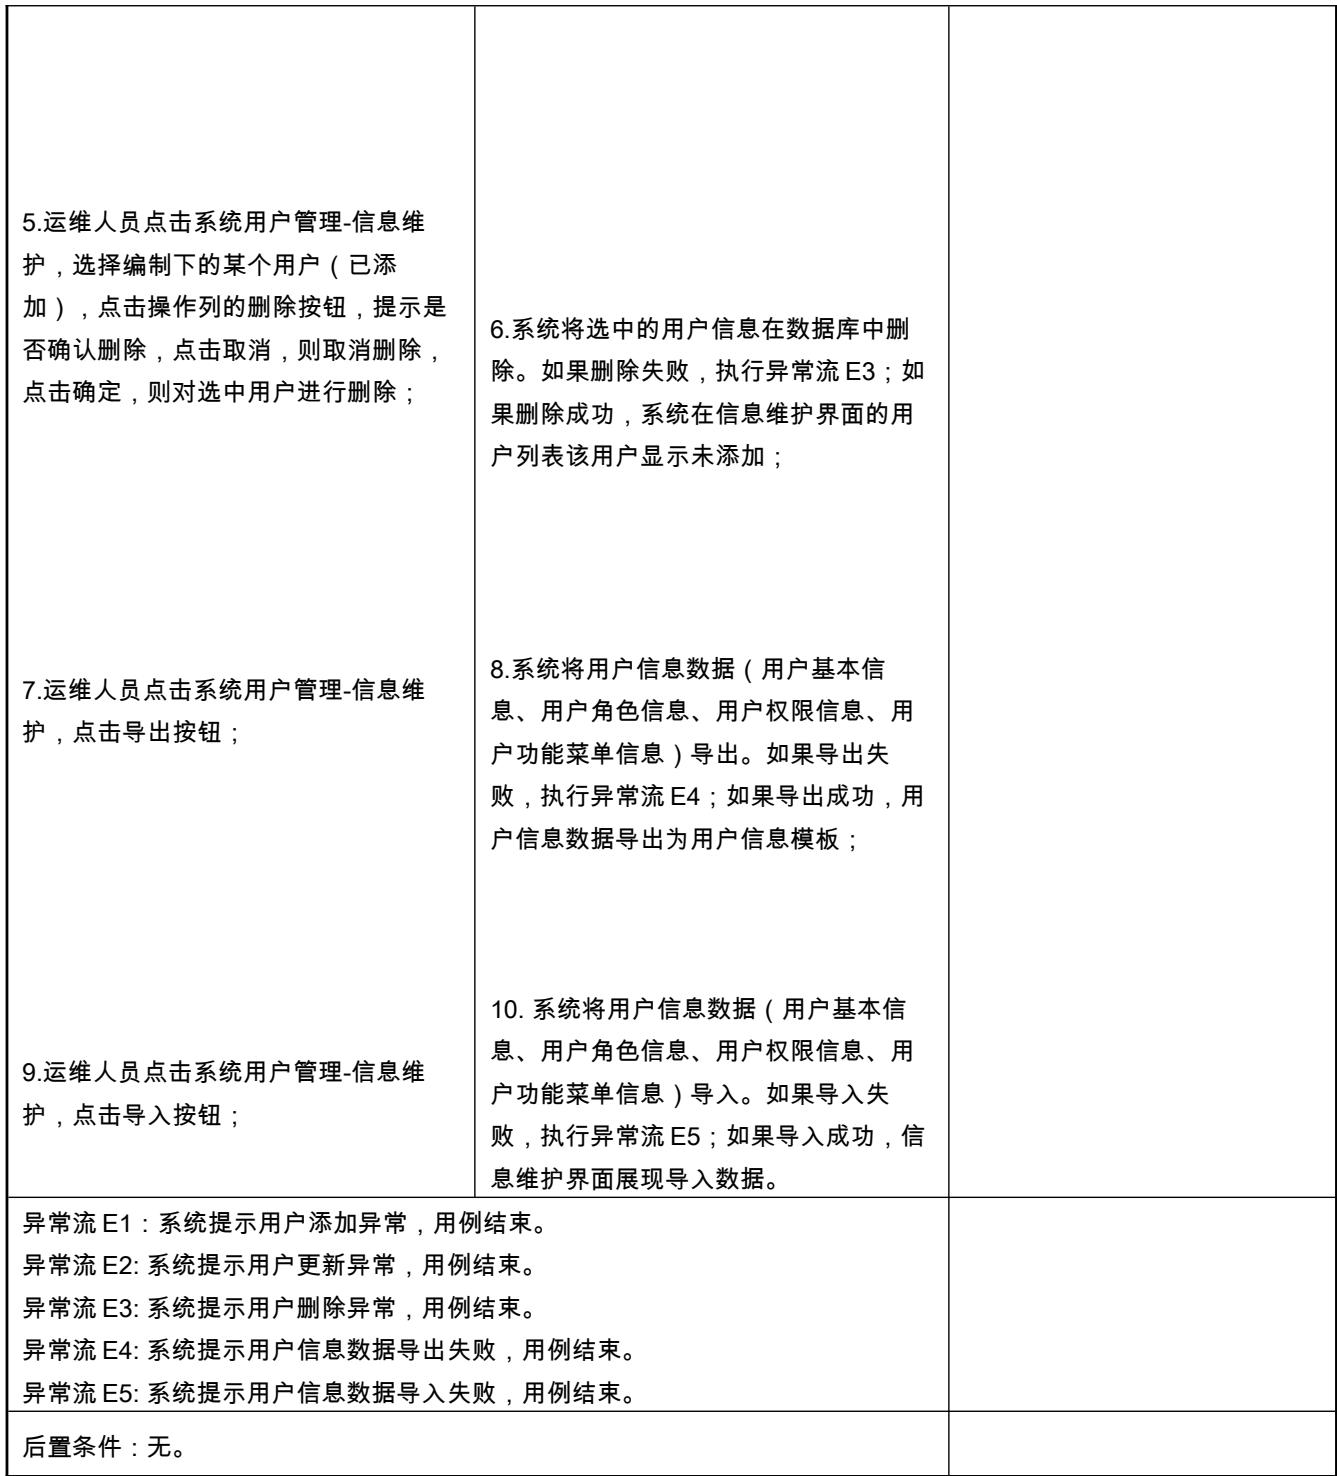 5.运维人员点击系统用户管理-信息维
护，选择编制下的某个用户（已添
加），点击操作列的删除按钮，提示是
否确认删除，点击取消，则取消删除，
点击确定，则对选中用户进行删除；
6.系统将选中的用户信息在数据库中删
除。如果删除失败，执行异常流 E3；如
果删除成功，系统在信息维护界面的用
户列表该用户显示未添加；
7.运维人员点击系统用户管理-信息维
护，点击导出按钮；
8.系统将用户信息数据（用户基本信
息、用户角色信息、用户权限信息、用
户功能菜单信息）导出。如果导出失
败，执行异常流 E4；如果导出成功，用
户信息数据导出为用户信息模板；
9.运维人员点击系统用户管理-信息维
护，点击导入按钮；
10. 系统将用户信息数据（用户基本信
息、用户角色信息、用户权限信息、用
户功能菜单信息）导入。如果导入失
败，执行异常流 E5；如果导入成功，信
息维护界面展现导入数据。
异常流 E1：系统提示用户添加异常，用例结束。
异常流 E2: 系统提示用户更新异常，用例结束。
异常流 E3: 系统提示用户删除异常，用例结束。
异常流 E4: 系统提示用户信息数据导出失败，用例结束。
异常流 E5: 系统提示用户信息数据导入失败，用例结束。
后置条件：无。